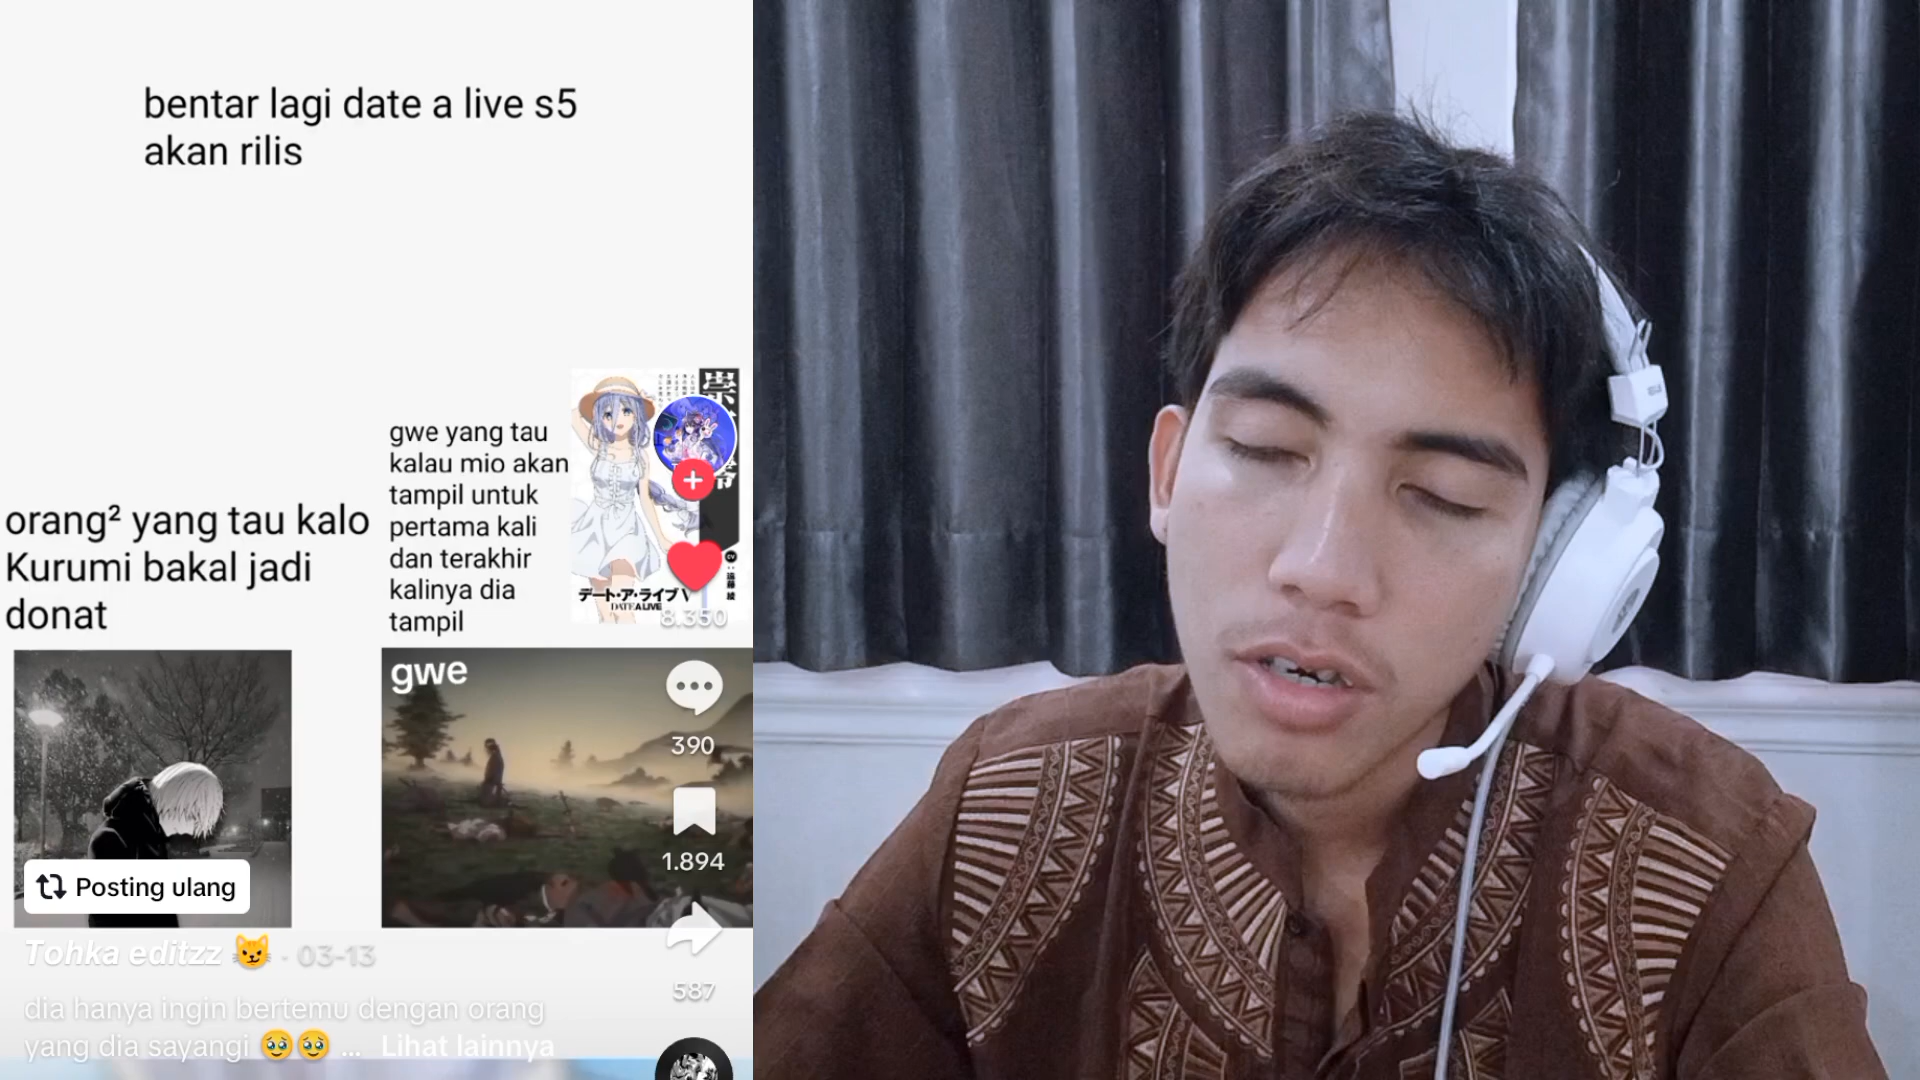 bentar lagi date a live s5
akan rilis
gwe yang tau
kalau mio akan
tampil untuk
pertama kali
dan terakhir
kalinya dia
tampil
orang² yang tau kalo
Kurumi bakal jadi
donat
デート・ア・ライブ V
DATE A LIVE
8.350
gwe
390
1.894
Posting ulang
Tohka editzz 😼 · 03-13
587
dia hanya ingin bertemu dengan orang
yang dia sayangi 🥹🥹 ... Lihat lainnya